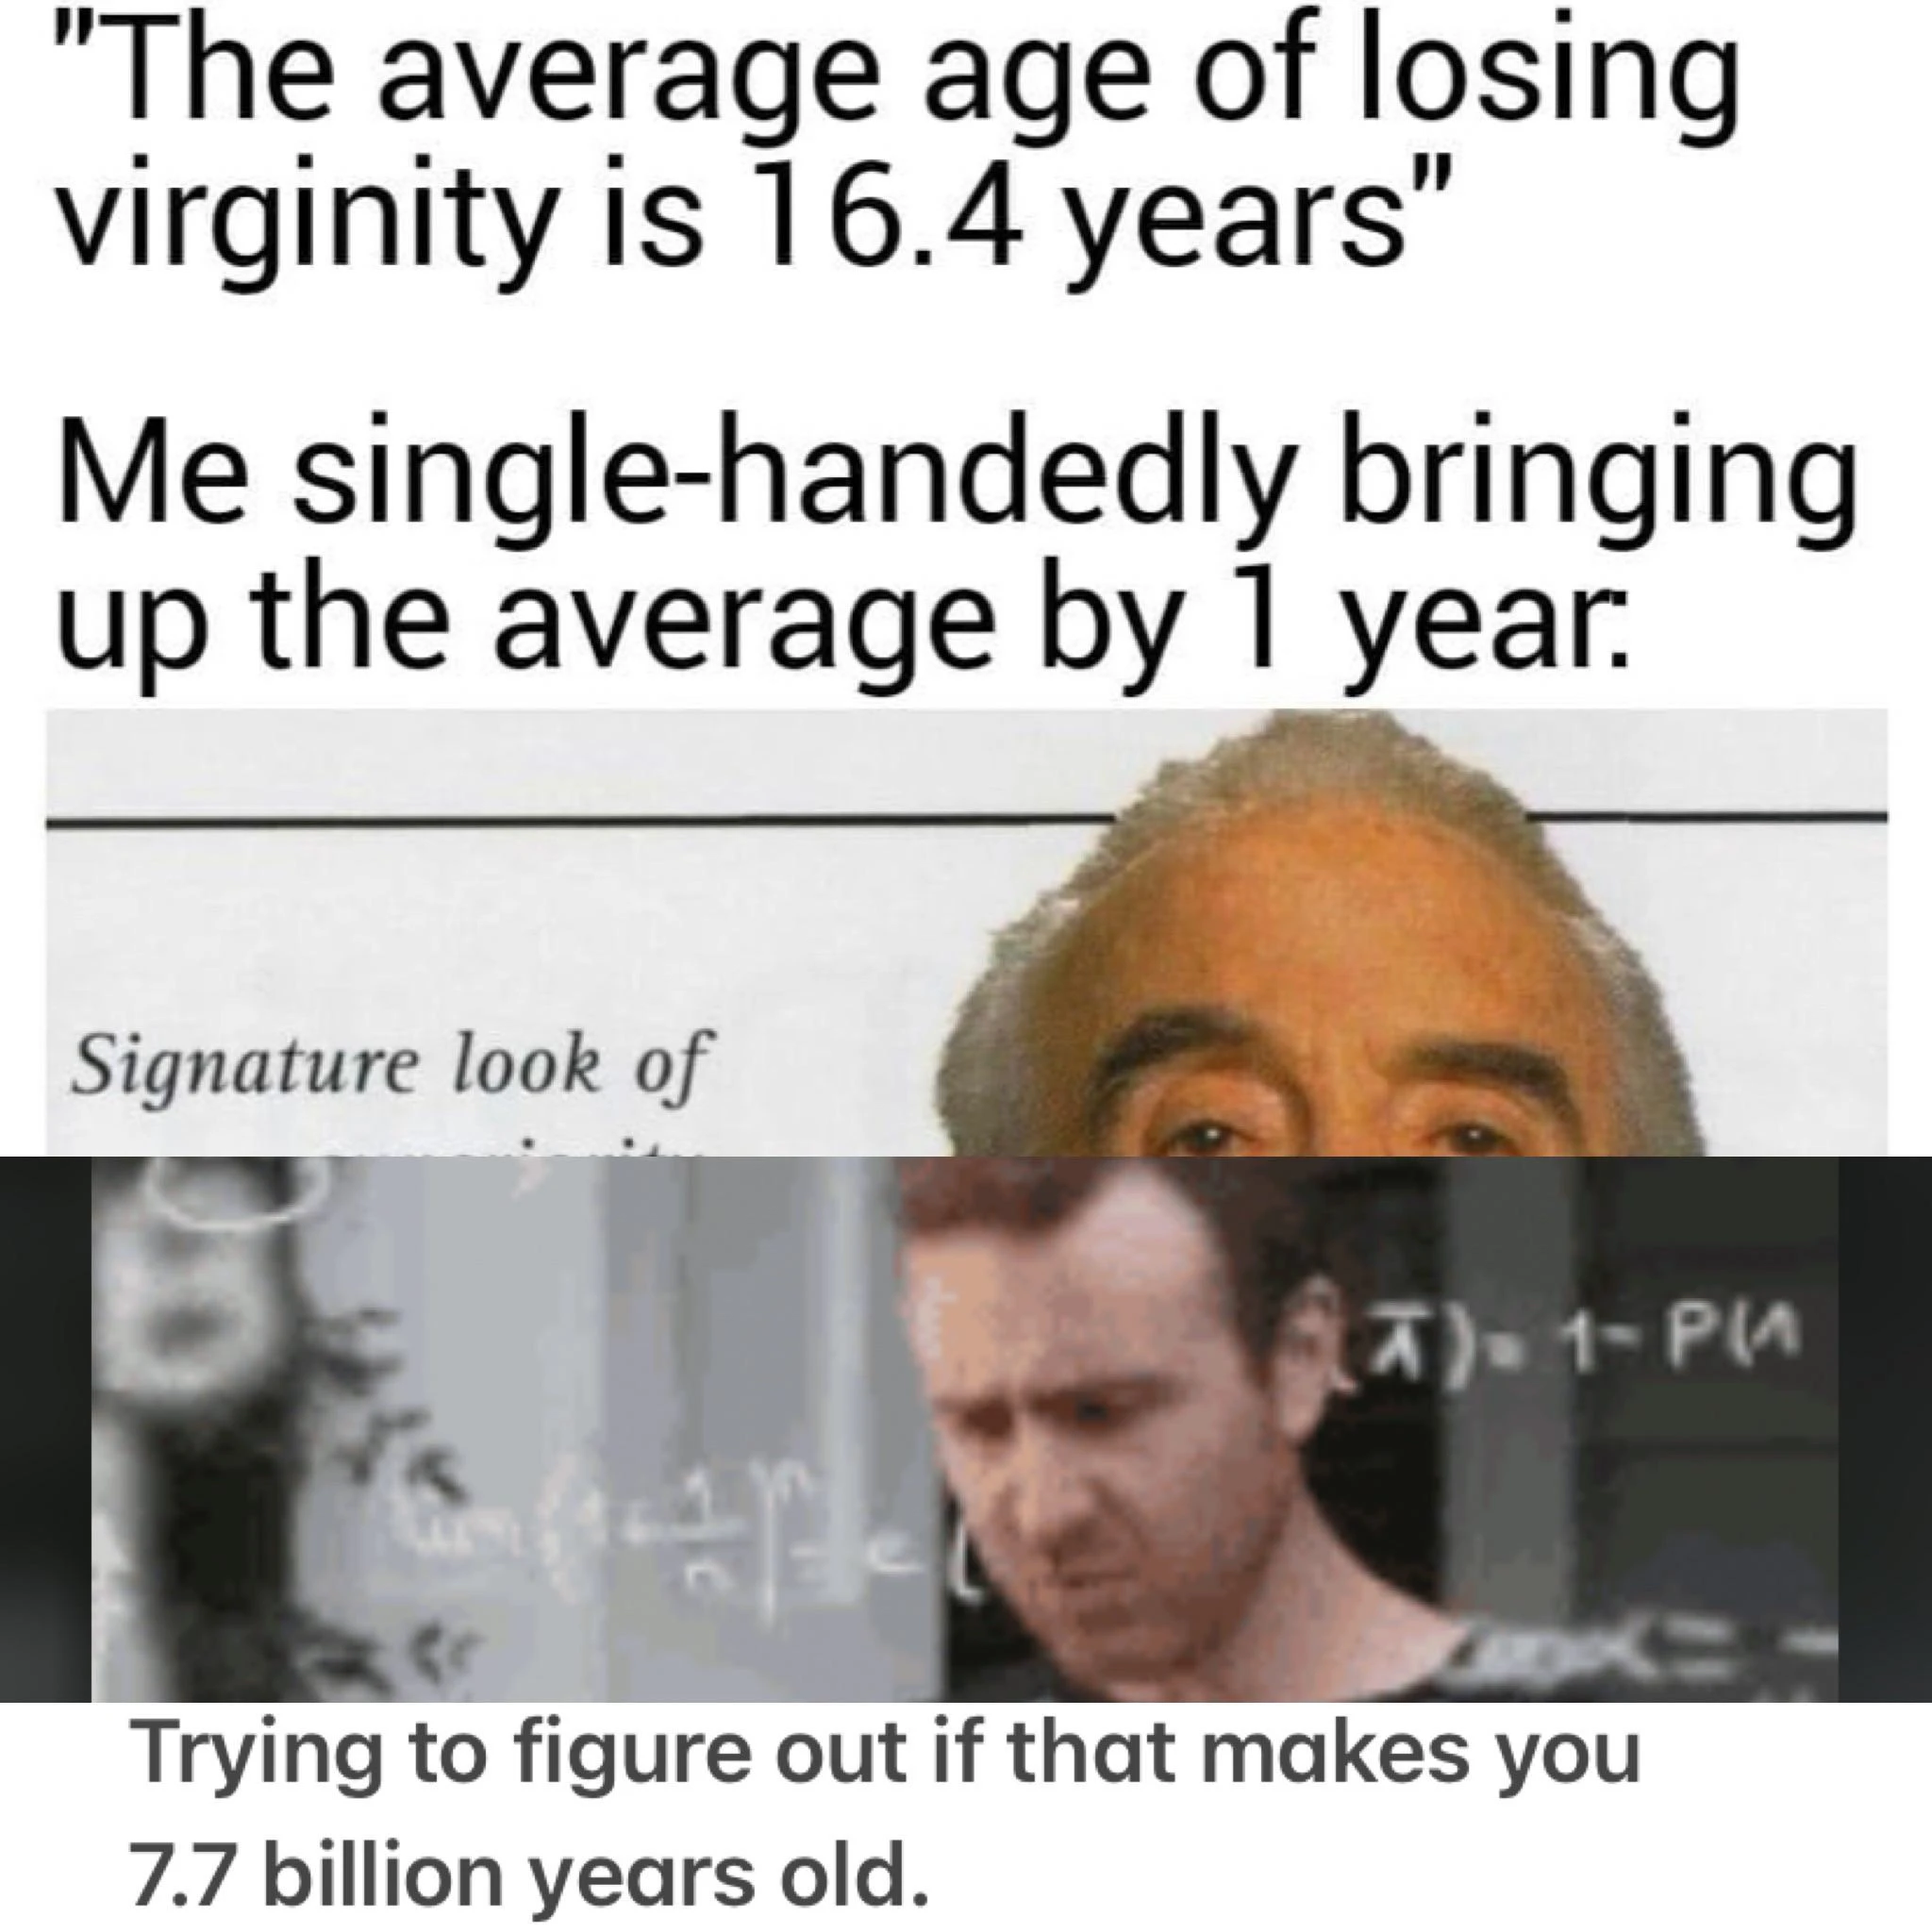 "The average age of losing
virginity is 16.4 years"
Me single-handedly bringing
up the average by 1 year:
Signature look of
1- P(A
Trying to figure out if that makes you
7.7 billion years old.